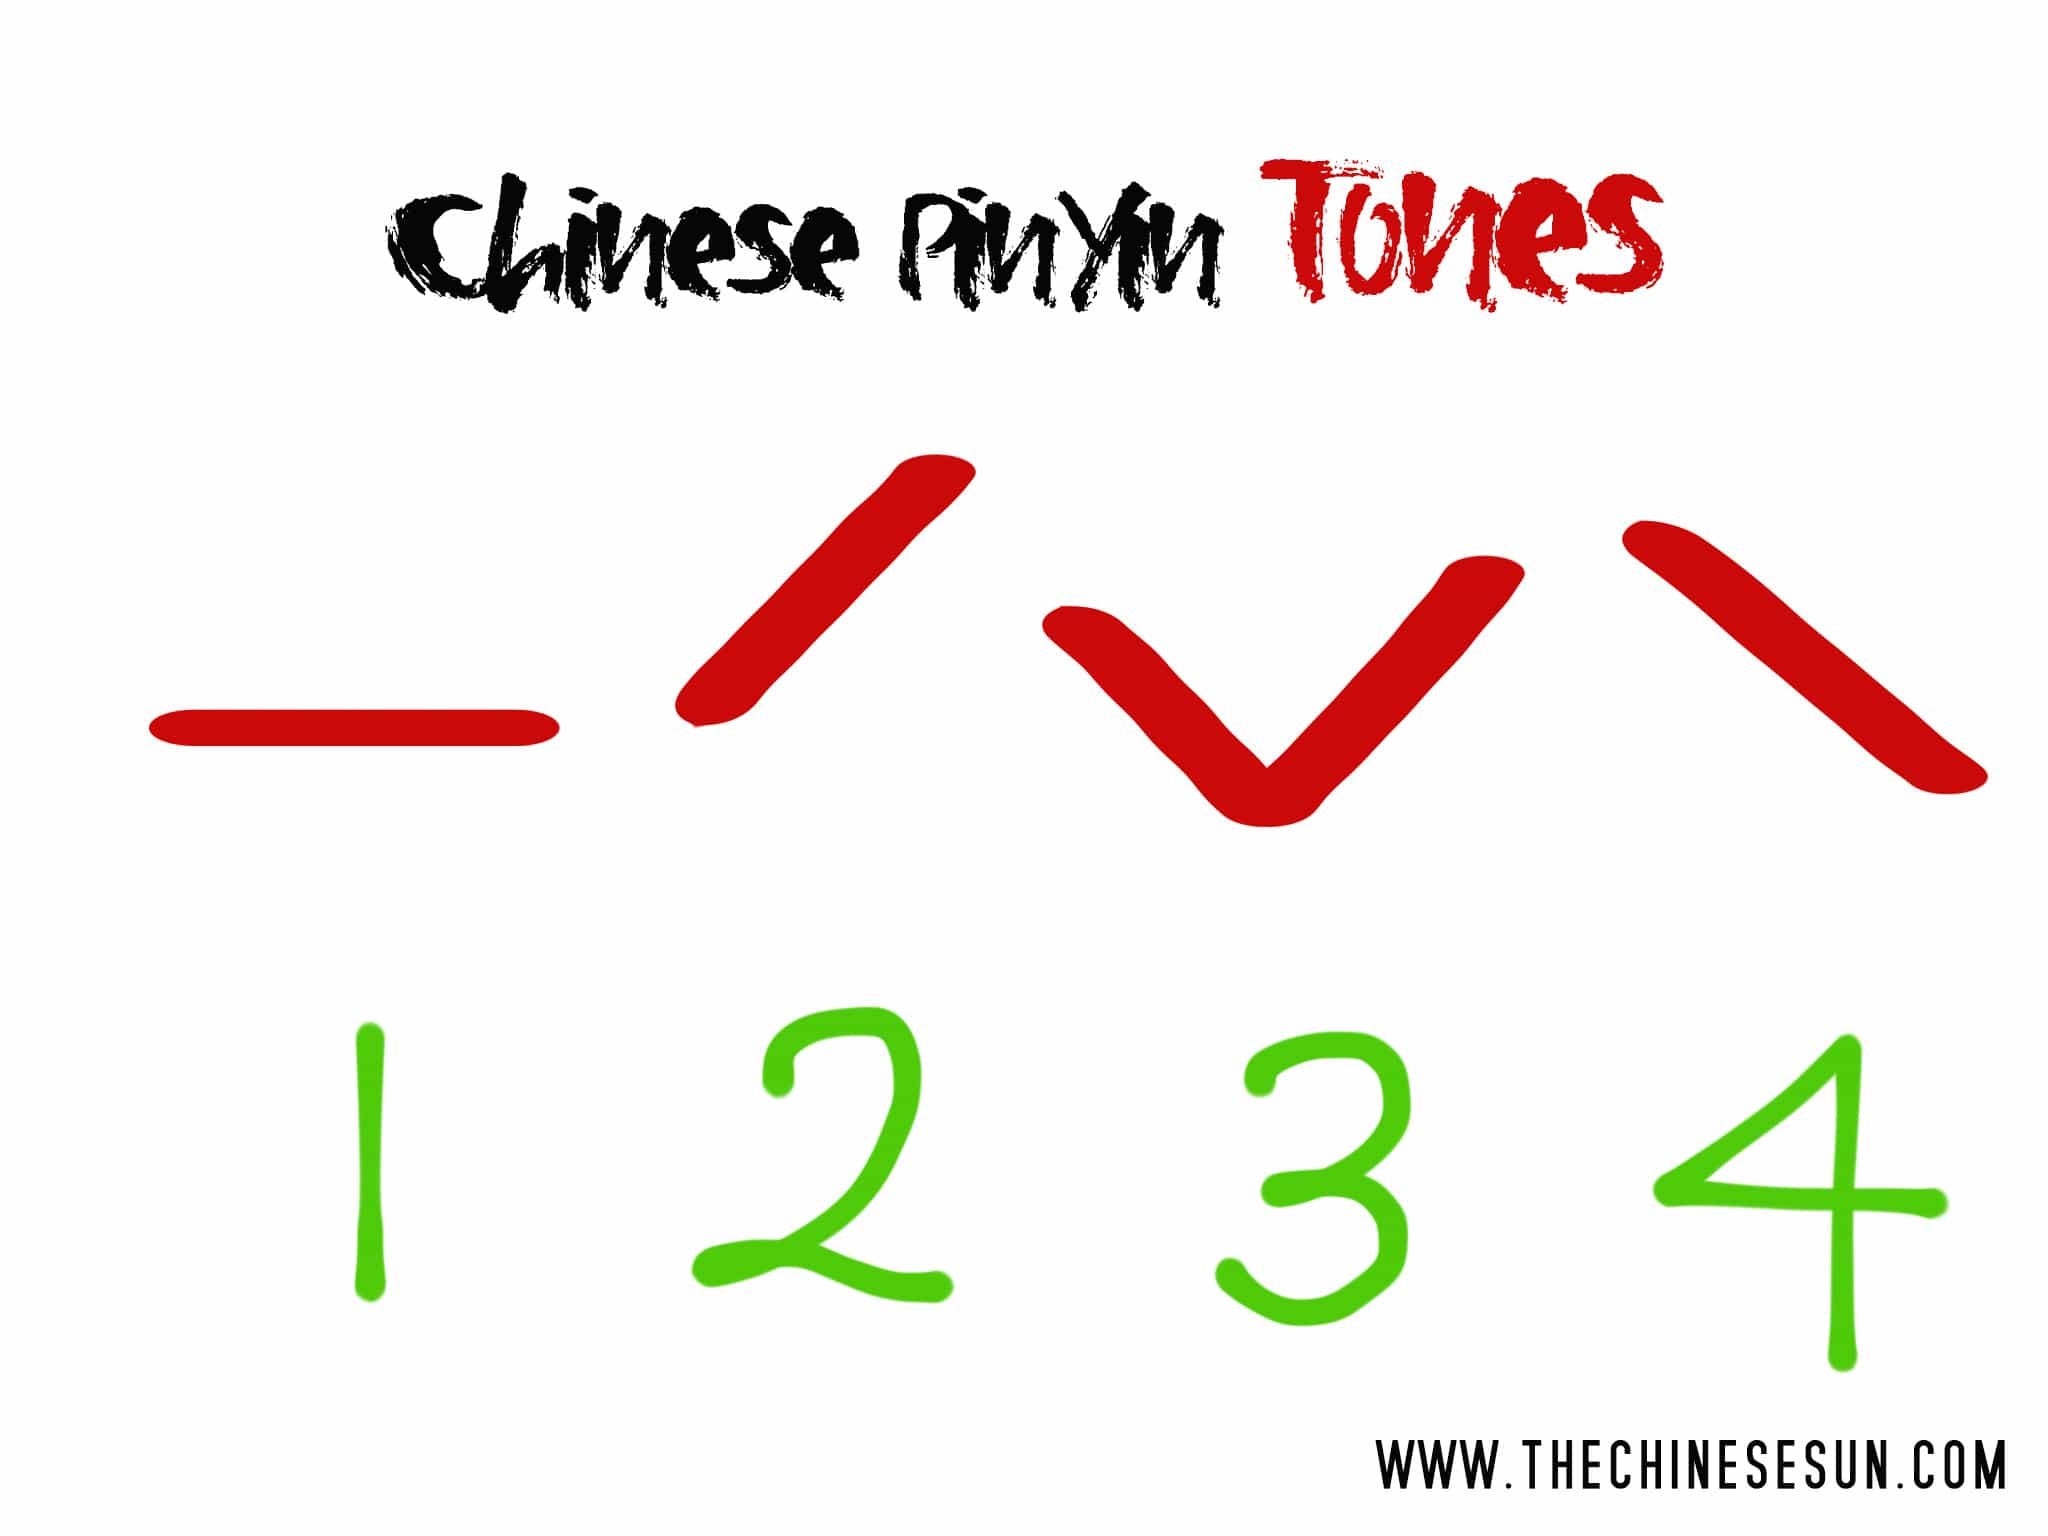 Chinese PinYin Tones
ˉ ˊ ˇ ˋ
1 2 3 4
WWW.THECHINESESUN.COM